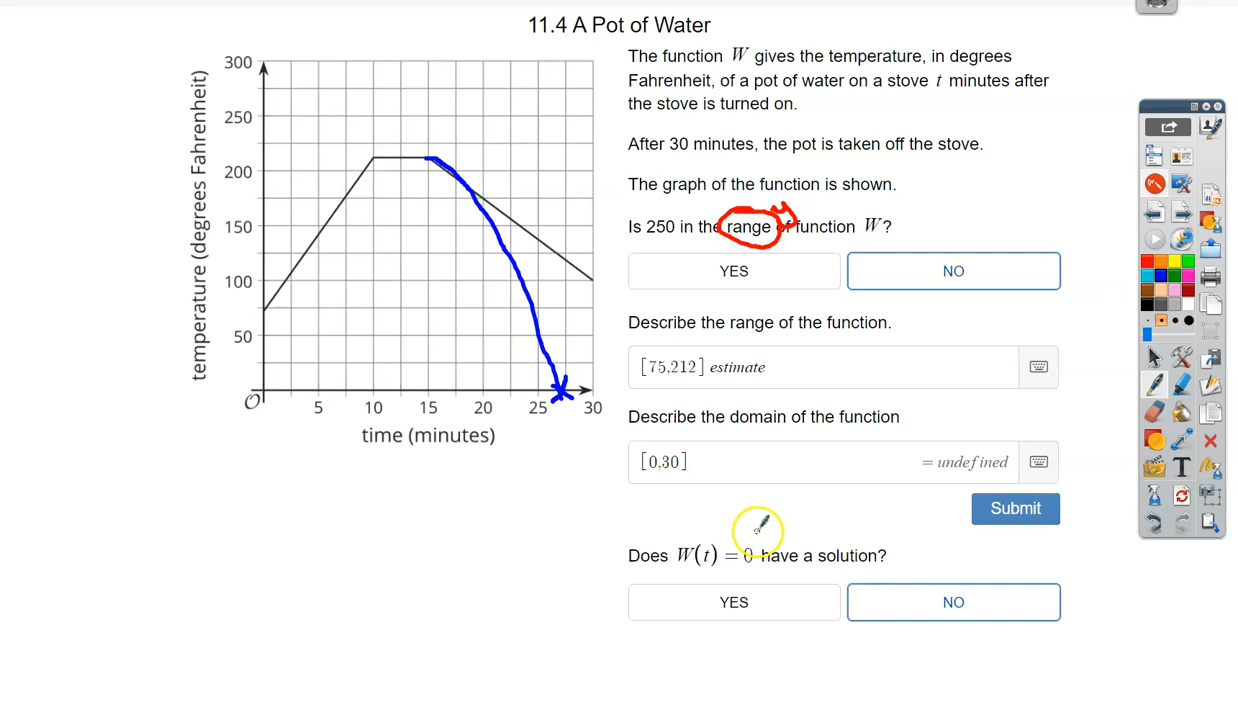 11.4 A Pot of Water
temperature (degrees Fahrenheit)
300
250
200
150
100
50
O
5 10 15 20 25 30
time (minutes)
The function W gives the temperature, in degrees
Fahrenheit, of a pot of water on a stove t minutes after
the stove is turned on.
After 30 minutes, the pot is taken off the stove.
The graph of the function is shown.
y
Is 250 in the range of function W?
YES NO
Describe the range of the function.
[75,212] estimate
Describe the domain of the function
[0,30] = undefined
Submit
Does W(t) = 0 have a solution?
YES NO